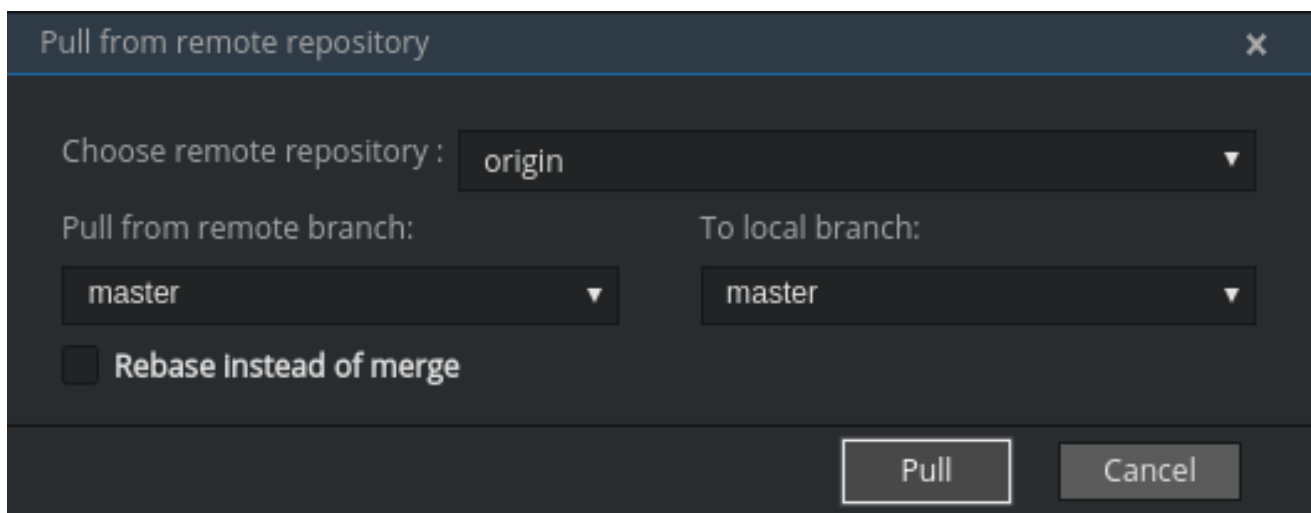 Pull from remote repository
Choose remote repository :
origin
Pull from remote branch:
To local branch:
master
master
Rebase instead of merge
Pull
Cancel